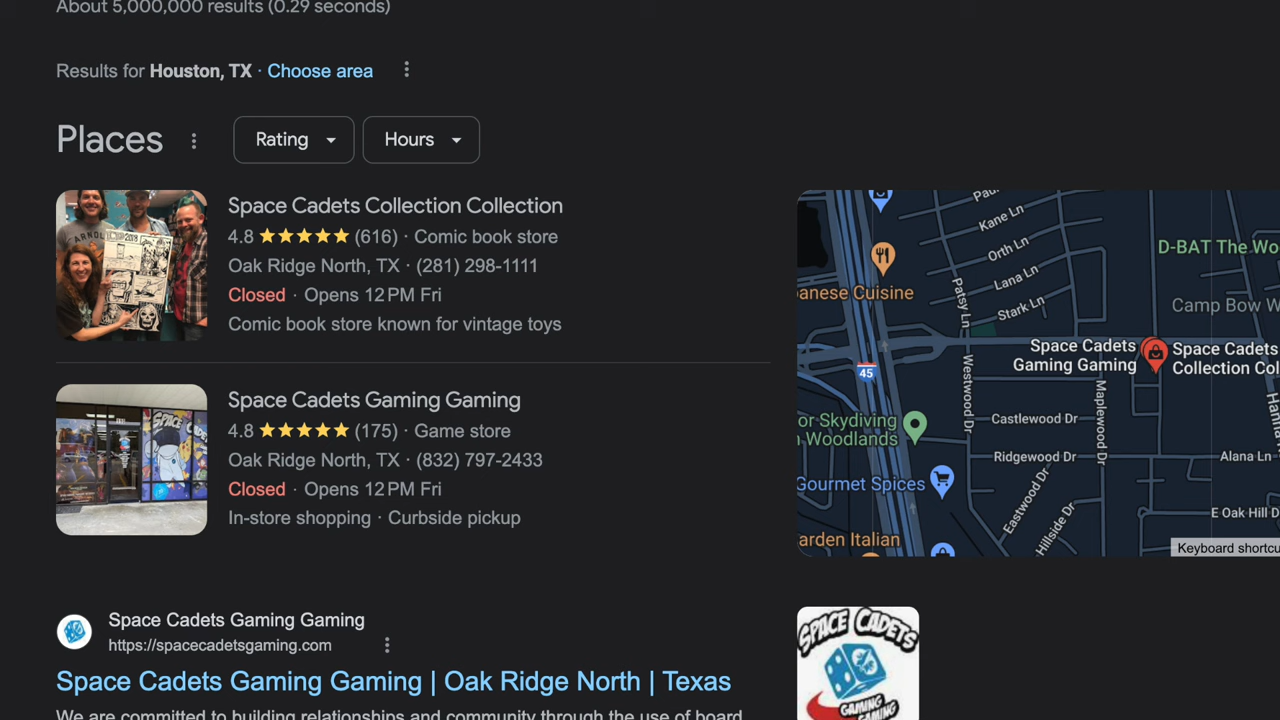 About 5,000,000 results (0.29 seconds)
Results for Houston, TX · Choose area
Places
Rating
Hours
Space Cadets Collection Collection
4.8 (616) · Comic book store
Oak Ridge North, TX · (281) 298-1111
Closed · Opens 12 PM Fri
Comic book store known for vintage toys
Space Cadets Gaming Gaming
4.8 (175) · Game store
Oak Ridge North, TX · (832) 797-2433
Closed · Opens 12 PM Fri
In-store shopping · Curbside pickup
Kane Ln
Orth Ln
Lana Ln
Stark Ln
Patsy Ln
D-BAT The Wo
anese Cuisine
Camp Bow W
45
Space Cadets
Gaming Gaming
Space Cadets
Collection Col
Westwood Dr
Maplewood Dr
Castlewood Dr
or Skydiving
Woodlands
Ridgewood Dr
Alana Ln
Gourmet Spices
Eastwood Dr
Hillside Dr
E Oak Hill D
arden Italian
Keyboard shortcu
Space Cadets Gaming Gaming
https://spacecadetsgaming.com
Space Cadets Gaming Gaming | Oak Ridge North | Texas
We are committed to building relationships and community through the use of board
SPACE CADETS
GAMING
GAMING